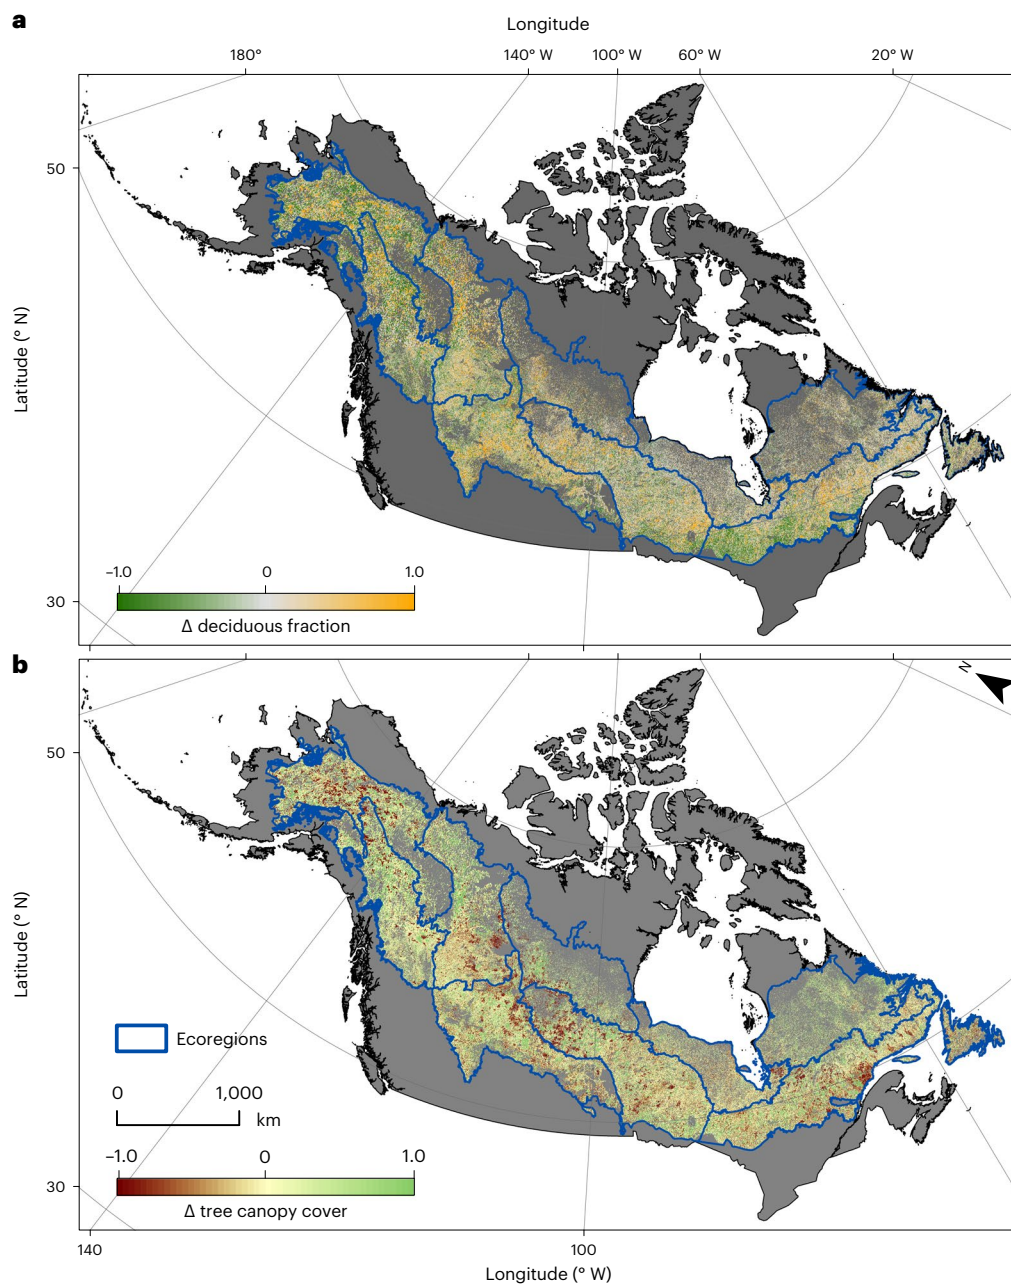 a
Longitude
180° 140° W 100° W 60° W 20° W
50
Latitude (° N)
–1.0 0 1.0
Δ deciduous fraction
30
b
N
50
Latitude (° N)
Ecoregions
0 1,000
km
–1.0 0 1.0
Δ tree canopy cover
30
140 100
Longitude (° W)